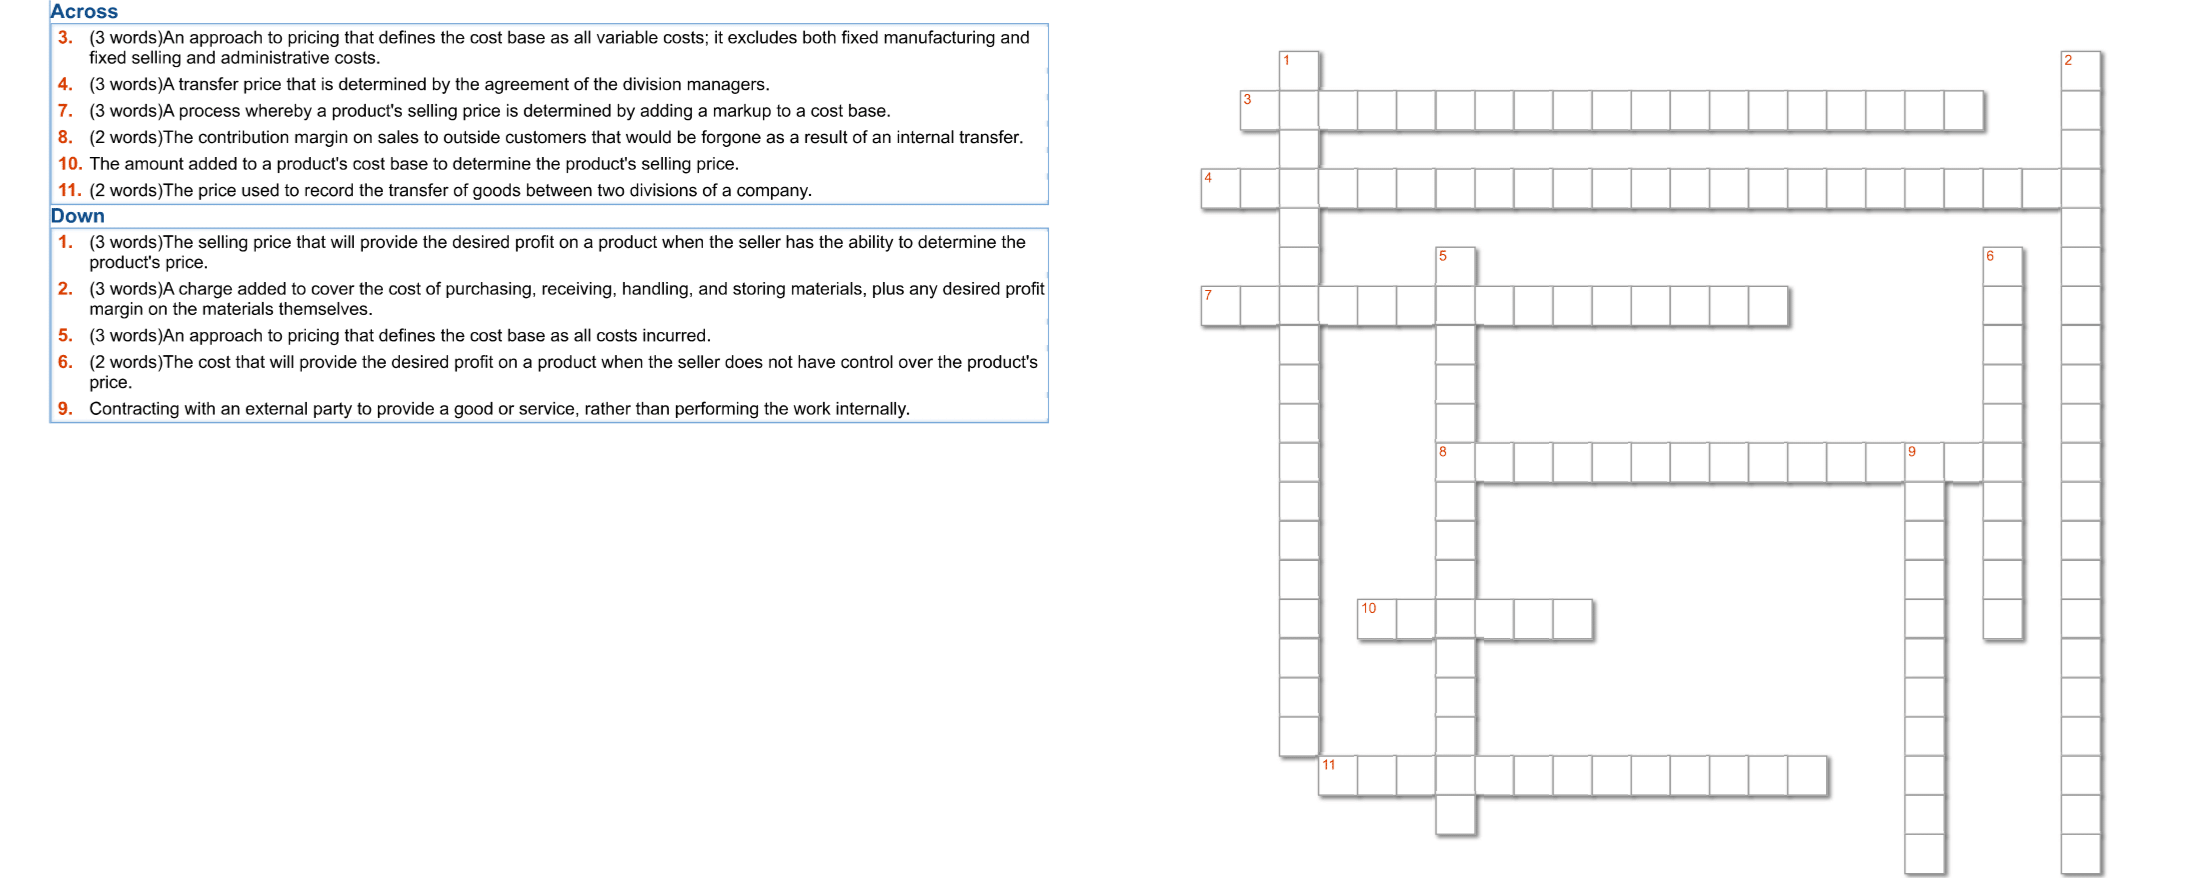 Across
3. (3 words)An approach to pricing that defines the cost base as all variable costs; it excludes both fixed manufacturing and
fixed selling and administrative costs.
4. (3 words)A transfer price that is determined by the agreement of the division managers.
7. (3 words)A process whereby a product's selling price is determined by adding a markup to a cost base.
8. (2 words)The contribution margin on sales to outside customers that would be forgone as a result of an internal transfer.
10. The amount added to a product's cost base to determine the product's selling price.
11. (2 words)The price used to record the transfer of goods between two divisions of a company.
Down
1. (3 words)The selling price that will provide the desired profit on a product when the seller has the ability to determine the
product's price.
2. (3 words)A charge added to cover the cost of purchasing, receiving, handling, and storing materials, plus any desired profit
margin on the materials themselves.
5. (3 words)An approach to pricing that defines the cost base as all costs incurred.
6. (2 words)The cost that will provide the desired profit on a product when the seller does not have control over the product's
price.
9. Contracting with an external party to provide a good or service, rather than performing the work internally.
1 2
3
4
5 6
7
8 9
10
11